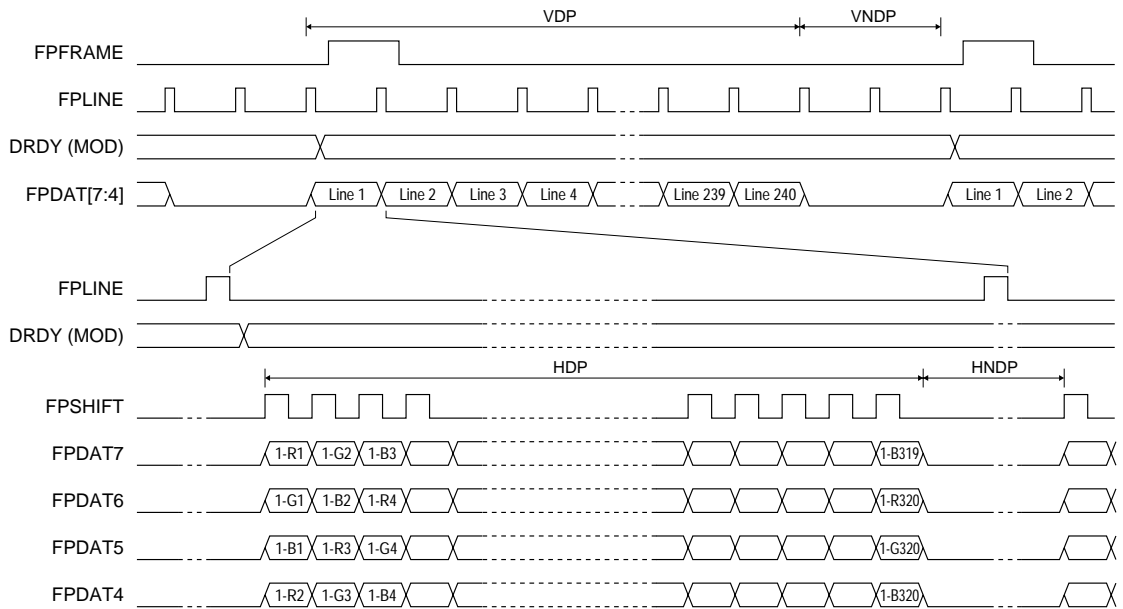 VDP VNDP
FPFRAME
FPLINE
DRDY (MOD)
FPDAT[7:4] Line 1 Line 2 Line 3 Line 4 Line 239 Line 240 Line 1 Line 2
FPLINE
DRDY (MOD)
HDP HNDP
FPSHIFT
FPDAT7 1-R1 1-G2 1-B3 1-B319
FPDAT6 1-G1 1-B2 1-R4 1-R320
FPDAT5 1-B1 1-R3 1-G4 1-G320
FPDAT4 1-R2 1-G3 1-B4 1-B320